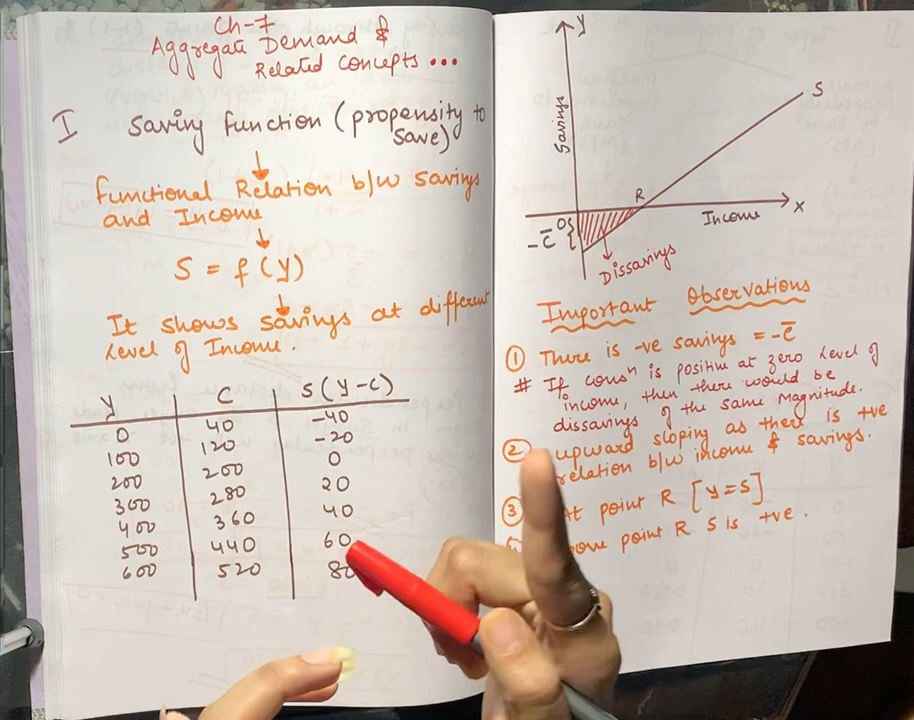 Ch-7
Aggregate Demand &
Related Concepts ...
I Saving function (propensity to
Save)
functional Relation b/w Savings
and Income
S = f (Y)
It shows savings at different
Level of Income.
Y C S (Y-C)
0 40 -40
100 120 -20
200 200 0
300 280 20
400 360 40
500 440 60
600 520 80
Y
Savings
S
R
O
-C̅
Income
X
Dissavings
Important Observations
① There is -ve savings = -C̅
# If consⁿ is positive at zero Level of
income, then there would be
dissavings of the same Magnitude.
② upward sloping as there is +ve
relation b/w income & savings.
③ At point R [Y=S]
point R S is +ve.